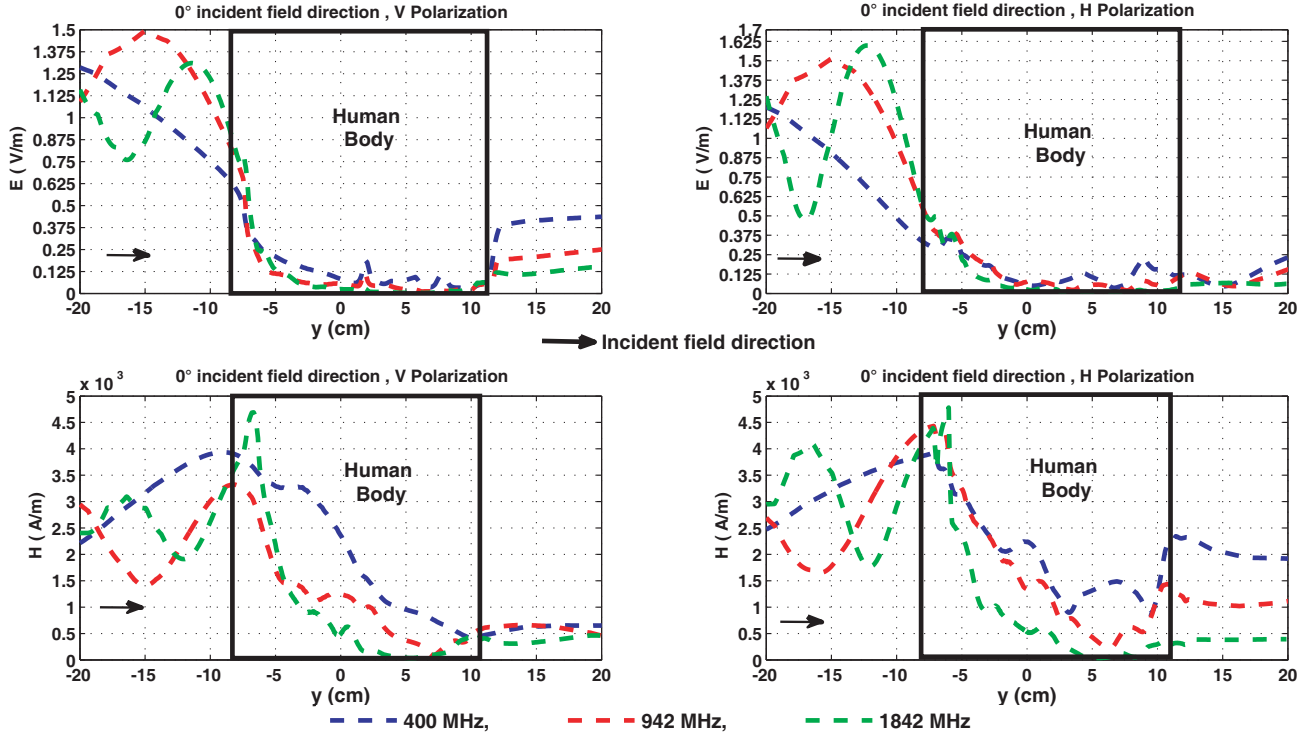 0° incident field direction , V Polarization
1.5
1.375
1.25
1.125
1
0.875
0.75
0.625
0.5
0.375
0.25
0.125
0
E (V/m)
Human
Body
-20 -15 -10 -5 0 5 10 15 20
y (cm)
0° incident field direction , H Polarization
1.7
1.625
1.5
1.375
1.25
1.125
1
0.875
0.75
0.625
0.5
0.375
0.25
0.125
0
E (V/m)
Human
Body
-20 -15 -10 -5 0 5 10 15 20
y (cm)
Incident field direction
x 10 3
0° incident field direction , V Polarization
5
4.5
4
3.5
3
2.5
2
1.5
1
0.5
0
H ( A/m)
Human
Body
-20 -15 -10 -5 0 5 10 15 20
y (cm)
x 10 3
0° incident field direction , H Polarization
5
4.5
4
3.5
3
2.5
2
1.5
1
0.5
0
H ( A/m)
Human
Body
-20 -15 -10 -5 0 5 10 15 20
y (cm)
400 MHz, 942 MHz, 1842 MHz